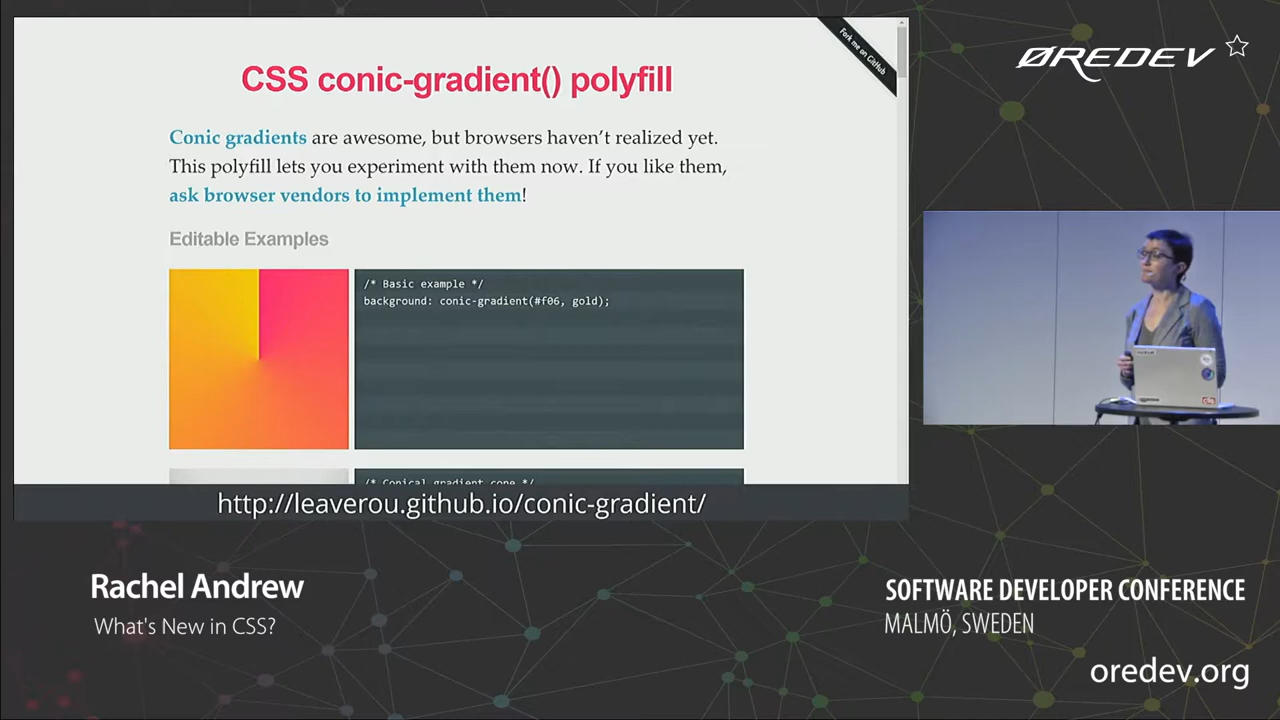 CSS conic-gradient() polyfill
Fork me on GitHub
Conic gradients are awesome, but browsers haven't realized yet.
This polyfill lets you experiment with them now. If you like them,
ask browser vendors to implement them!
Editable Examples
/* Basic example */
background: conic-gradient(#f06, gold);
/* Conical gradient cone */
http://leaverou.github.io/conic-gradient/
ØREDEV
Rachel Andrew
What's New in CSS?
SOFTWARE DEVELOPER CONFERENCE
MALMÖ, SWEDEN
oredev.org